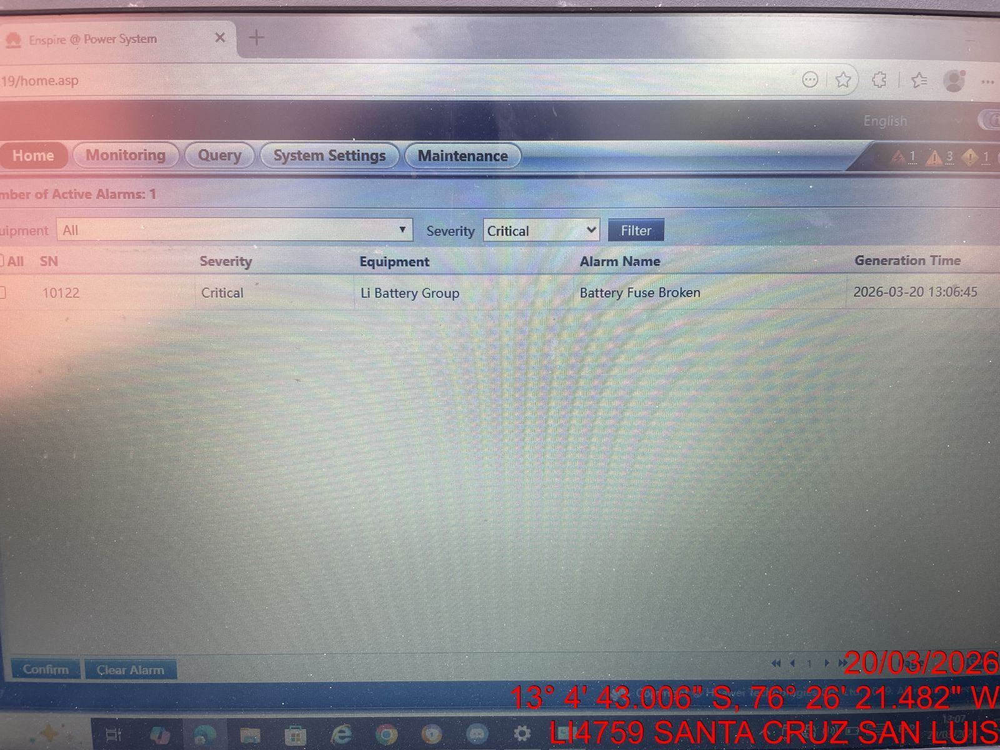 Enspire @ Power System
19/home.asp
English
Home Monitoring Query System Settings Maintenance 1 3 1
mber of Active Alarms: 1
uipment All Severity Critical Filter
All SN Severity Equipment Alarm Name Generation Time
10122 Critical Li Battery Group Battery Fuse Broken 2026-03-20 13:06:45
Confirm Clear Alarm 1
20/03/2026
13° 4' 43.006" S, 76° 26' 21.482" W
13:07
LI4759 SANTA CRUZ SAN LUIS